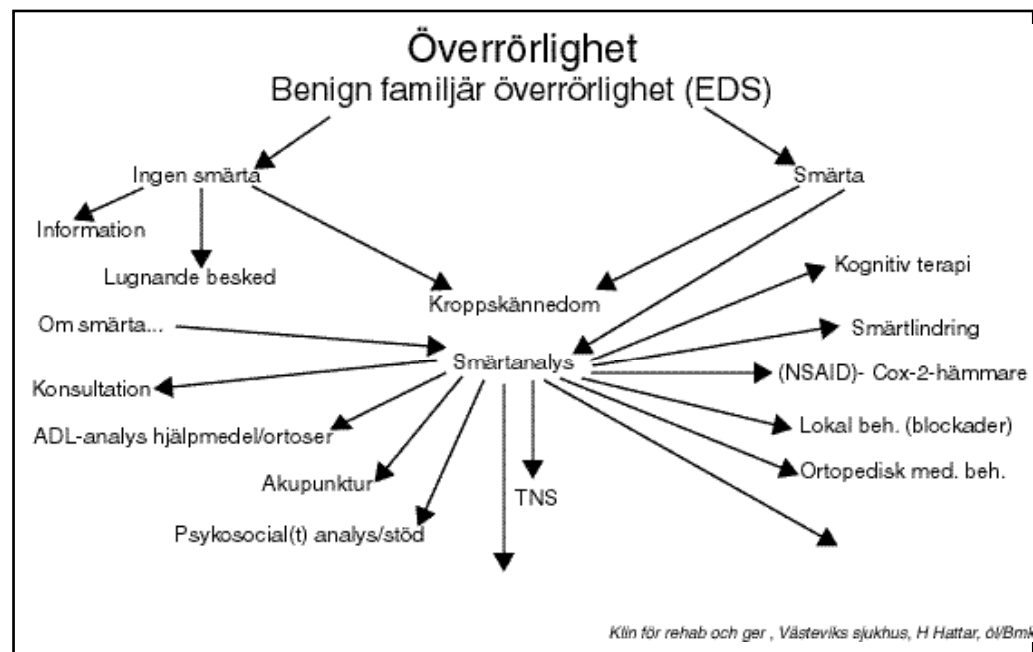 Överrörlighet
Benign familjär överrörlighet (EDS)
Ingen smärta
Smärta
Information
Lugnande besked
Kroppskännedom
Kognitiv terapi
Om smärta...
Smärtlindring
Smärtanalys
(NSAID)- Cox-2-hämmare
Konsultation
Lokal beh. (blockader)
ADL-analys hjälpmedel/ortoser
Ortopedisk med. beh.
Akupunktur
TNS
Psykosocial(t) analys/stöd
Klin för rehab och ger , Västeviks sjukhus, H Hattar, öl/Bmk